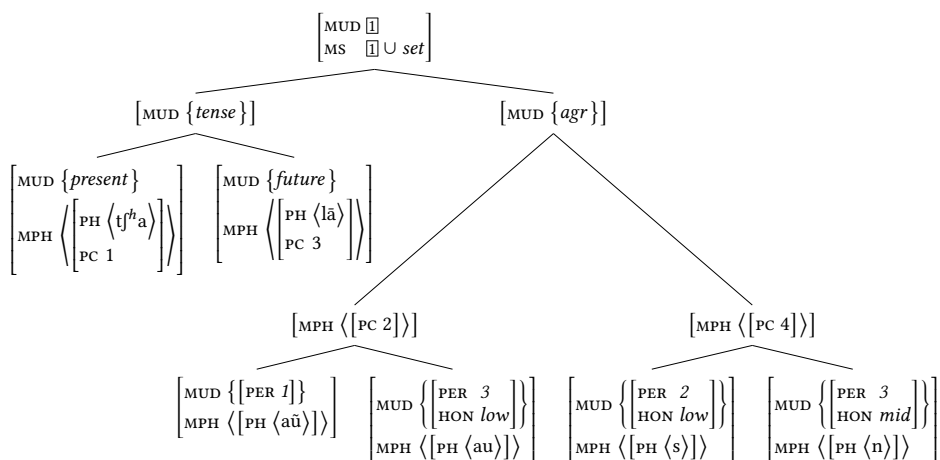 [MUD 1
MS 1 ∪ set]
[MUD {tense}]
[MUD {agr}]
[MUD {present}
MPH ⟨[PH ⟨tʃʰa⟩
PC 1]⟩]
[MUD {future}
MPH ⟨[PH ⟨lā⟩
PC 3]⟩]
[MPH ⟨[PC 2]⟩]
[MPH ⟨[PC 4]⟩]
[MUD {[PER 1]}
MPH ⟨[PH ⟨aũ⟩]⟩]
[MUD {[PER 3
HON low]}
MPH ⟨[PH ⟨au⟩]⟩]
[MUD {[PER 2
HON low]}
MPH ⟨[PH ⟨s⟩]⟩]
[MUD {[PER 3
HON mid]}
MPH ⟨[PH ⟨n⟩]⟩]